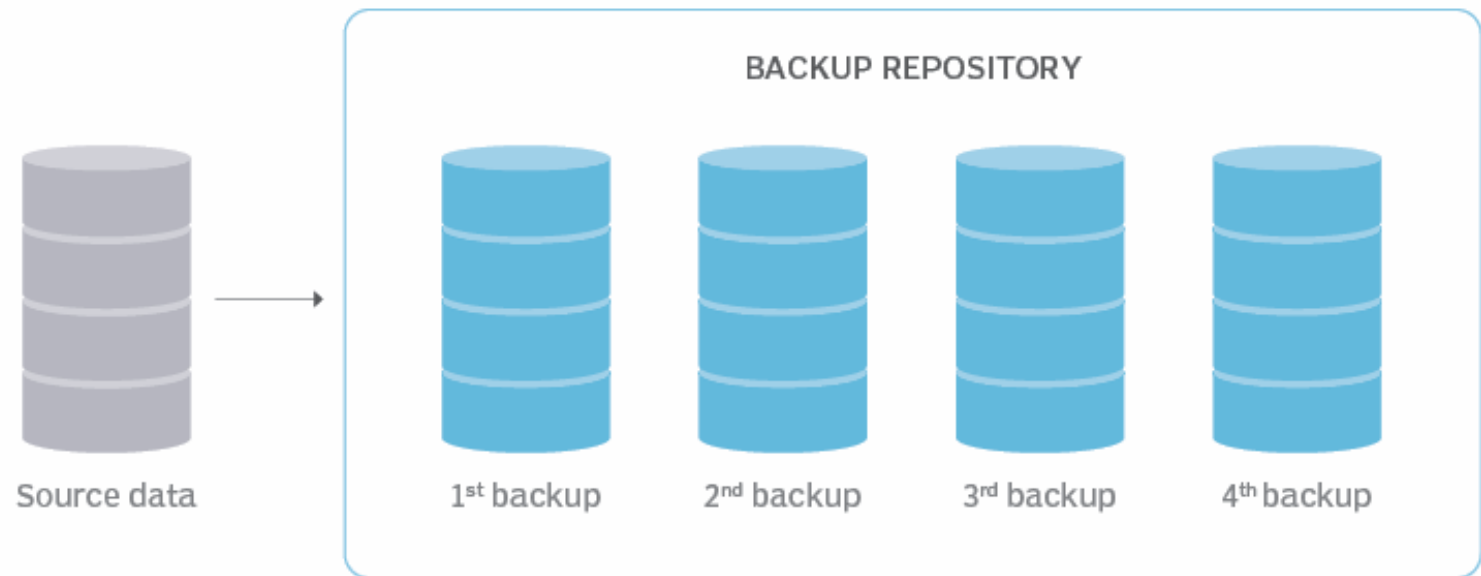 BACKUP REPOSITORY
Source data
1st backup
2nd backup
3rd backup
4th backup